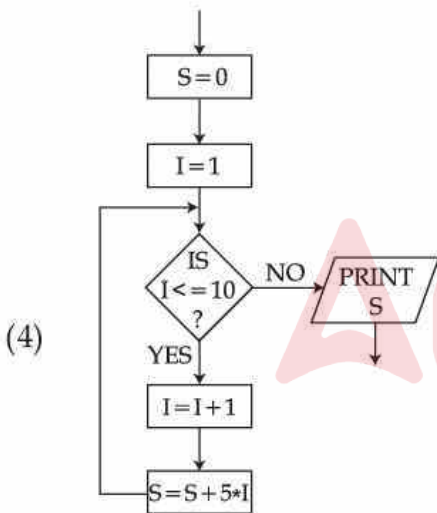 S=0
I=1
IS
I<=10
?
NO
PRINT
S
(4)
YES
I=I+1
S=S+5*I